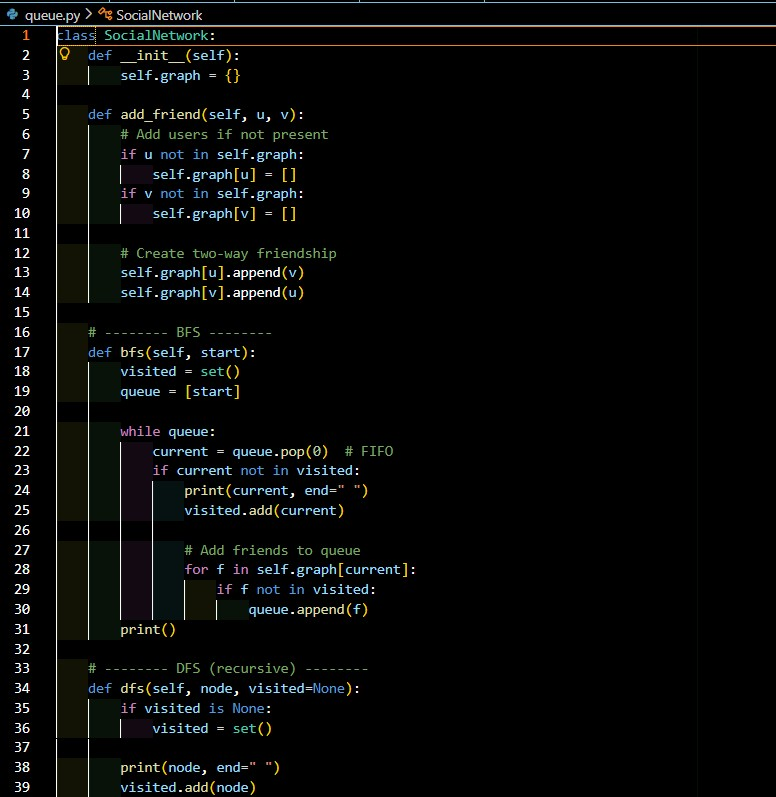 queue.py > SocialNetwork
1 class SocialNetwork:
2 def __init__(self):
3 self.graph = {}
4
5 def add_friend(self, u, v):
6 # Add users if not present
7 if u not in self.graph:
8 self.graph[u] = []
9 if v not in self.graph:
10 self.graph[v] = []
11
12 # Create two-way friendship
13 self.graph[u].append(v)
14 self.graph[v].append(u)
15
16 # -------- BFS --------
17 def bfs(self, start):
18 visited = set()
19 queue = [start]
20
21 while queue:
22 current = queue.pop(0)  # FIFO
23 if current not in visited:
24 print(current, end=" ")
25 visited.add(current)
26
27 # Add friends to queue
28 for f in self.graph[current]:
29 if f not in visited:
30 queue.append(f)
31 print()
32
33 # -------- DFS (recursive) --------
34 def dfs(self, node, visited=None):
35 if visited is None:
36 visited = set()
37
38 print(node, end=" ")
39 visited.add(node)